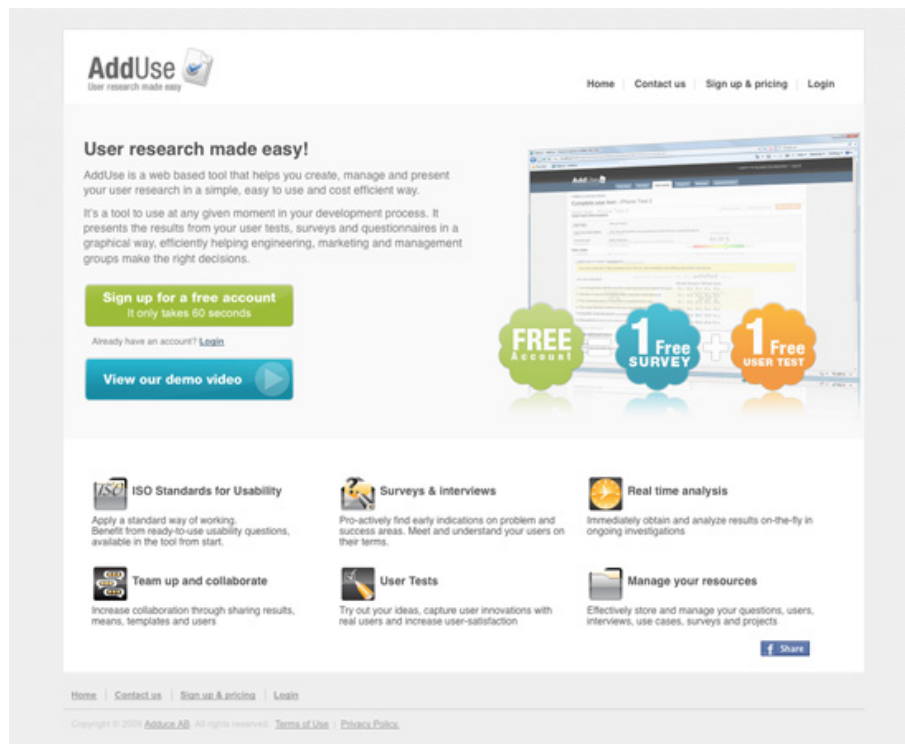 AddUse
User research made easy
Home Contact us Sign up & pricing Login
User research made easy!
AddUse is a web based tool that helps you create, manage and present
your user research in a simple, easy to use and cost efficient way.
It's a tool to use at any given moment in your development process. It
presents the results from your user tests, surveys and questionnaires in a
graphical way, efficiently helping engineering, marketing and management
groups make the right decisions.
Sign up for a free account
It only takes 60 seconds
Already have an account? Login
View our demo video
AddUse
FREE
Account
=
1 Free
SURVEY
+
1 Free
USER TEST
ISO
ISO Standards for Usability
Apply a standard way of working.
Benefit from ready-to-use usability questions,
available in the tool from start.
Surveys & interviews
Pro-actively find early indications on problem and
success areas. Meet and understand your users on
their terms.
Real time analysis
Immediately obtain and analyze results on-the-fly in
ongoing investigations
Team up and collaborate
Increase collaboration through sharing results,
means, templates and users
User Tests
Try out your ideas, capture user innovations with
real users and increase user-satisfaction
Manage your resources
Effectively store and manage your questions, users,
interviews, use cases, surveys and projects
f Share
Home | Contact us | Sign up & pricing | Login
Copyright © 2009 Adduce AB. All rights reserved. Terms of Use | Privacy Policy.